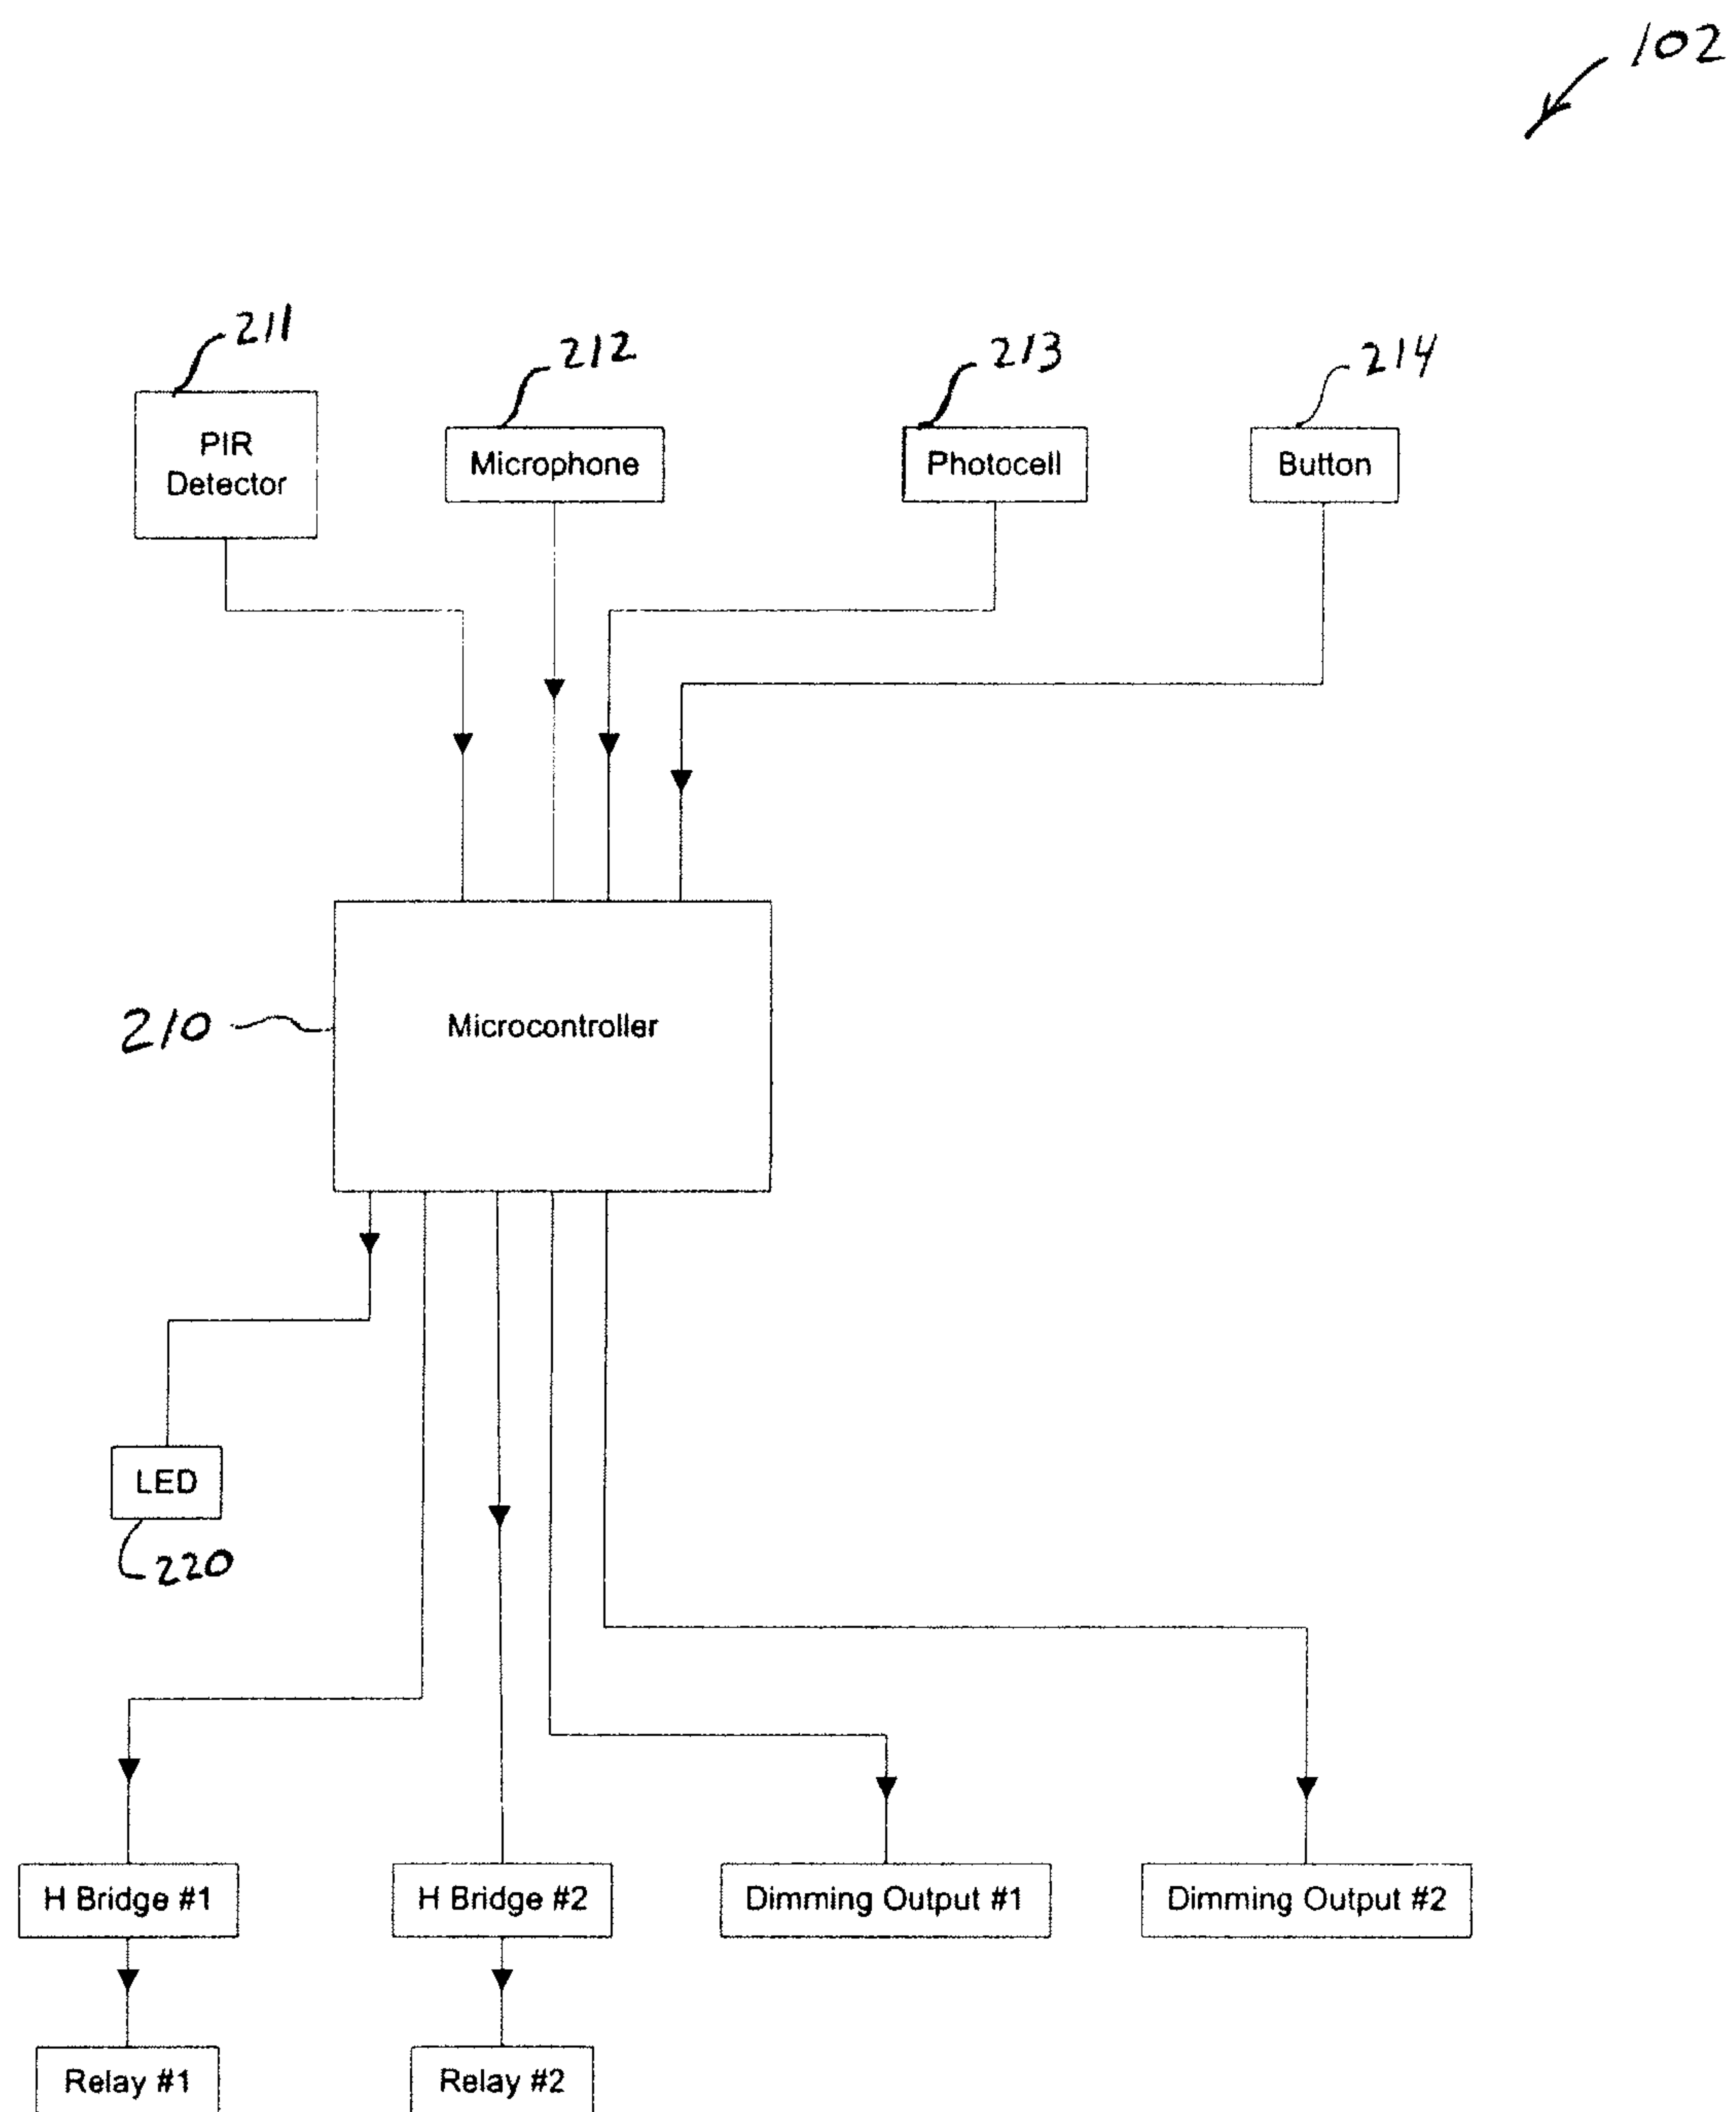 102
211
212
213
214
PIR
Detector
Microphone
Photocell
Button
210
Microcontroller
LED
220
H Bridge #1
H Bridge #2
Dimming Output #1
Dimming Output #2
Relay #1
Relay #2